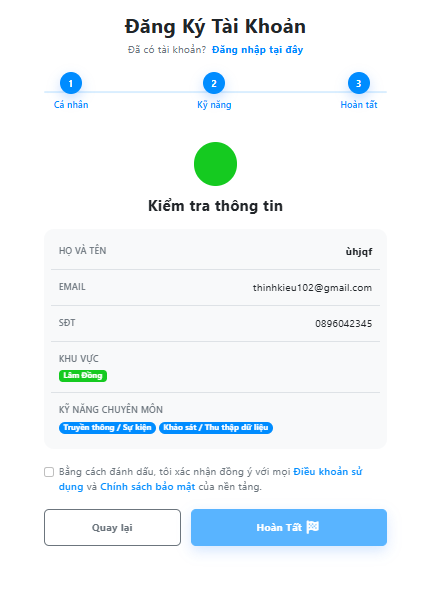 Đăng Ký Tài Khoản
Đã có tài khoản? Đăng nhập tại đây
1 2 3
Cá nhân Kỹ năng Hoàn tất
Kiểm tra thông tin
HỌ VÀ TÊN ùhjqf
EMAIL thinhkieu102@gmail.com
SĐT 0896042345
KHU VỰC
Lâm Đồng
KỸ NĂNG CHUYÊN MÔN
Truyền thông / Sự kiện Khảo sát / Thu thập dữ liệu
Bằng cách đánh dấu, tôi xác nhận đồng ý với mọi Điều khoản sử
dụng và Chính sách bảo mật của nền tảng.
Quay lại Hoàn Tất